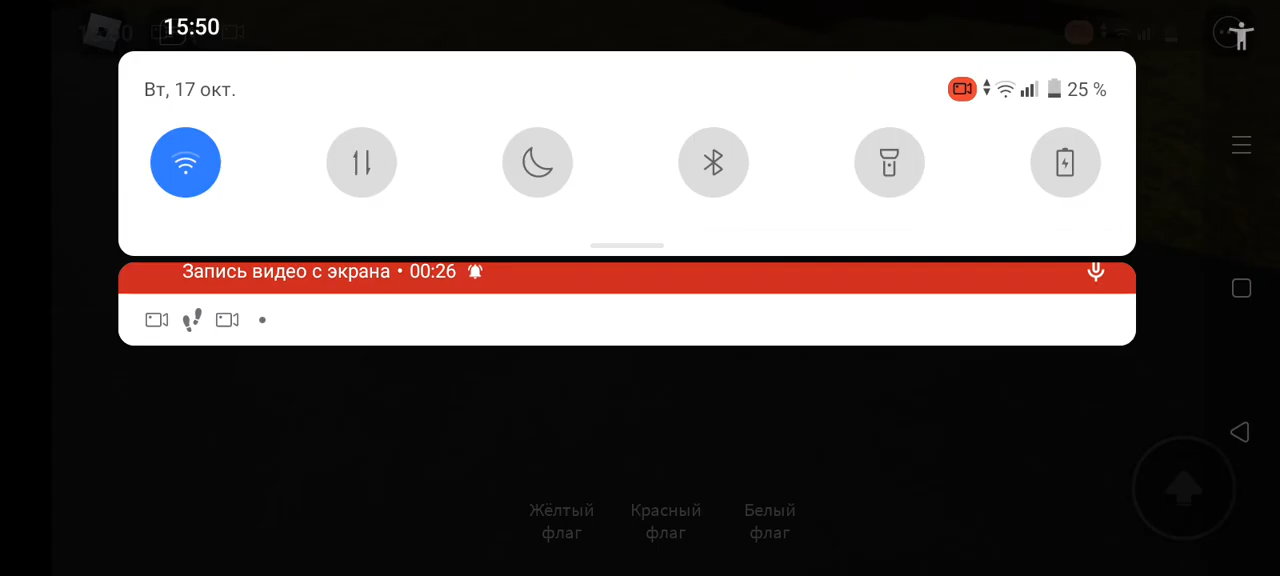 15:50
Вт, 17 окт.
25 %
Запись видео с экрана • 00:26
Жёлтый флаг
Красный флаг
Белый флаг